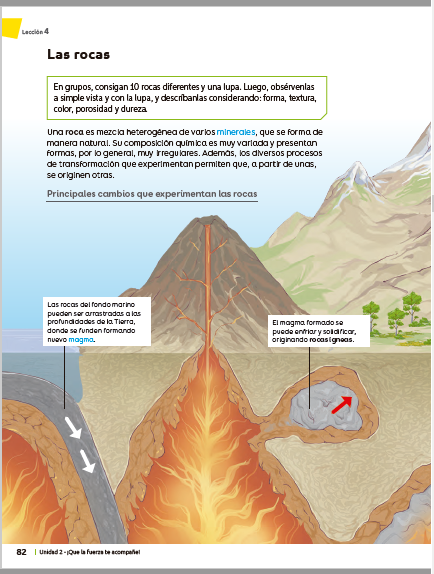 Lección 4
Las rocas
En grupos, consigan 10 rocas diferentes y una lupa. Luego, obsérvenlas
a simple vista y con la lupa, y descríbanlas considerando: forma, textura,
color, porosidad y dureza.
Una roca es mezcla heterogénea de varios minerales, que se forma de
manera natural. Su composición química es muy variada y presentan
formas, por lo general, muy irregulares. Además, los diversos procesos
de transformación que experimentan permiten que, a partir de unas,
se originen otras.
Principales cambios que experimentan las rocas
Las rocas del fondo marino
pueden ser arrastradas a las
profundidades de la Tierra,
donde se funden formando
nuevo magma.
El magma formado se
puede enfriar y solidificar,
originando rocas ígneas.
82 | Unidad 2 - ¡Que la fuerza te acompañe!